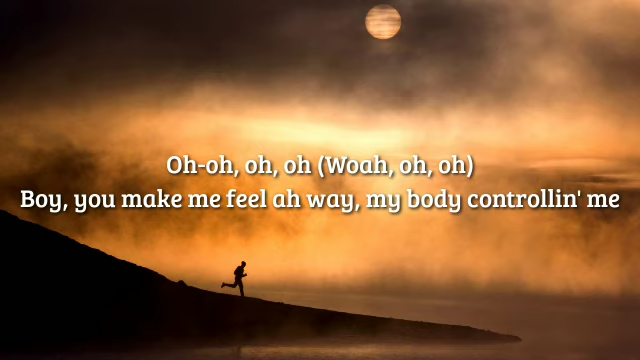 Oh-oh, oh, oh (Woah, oh, oh)
Boy, you make me feel ah way, my body controllin' me